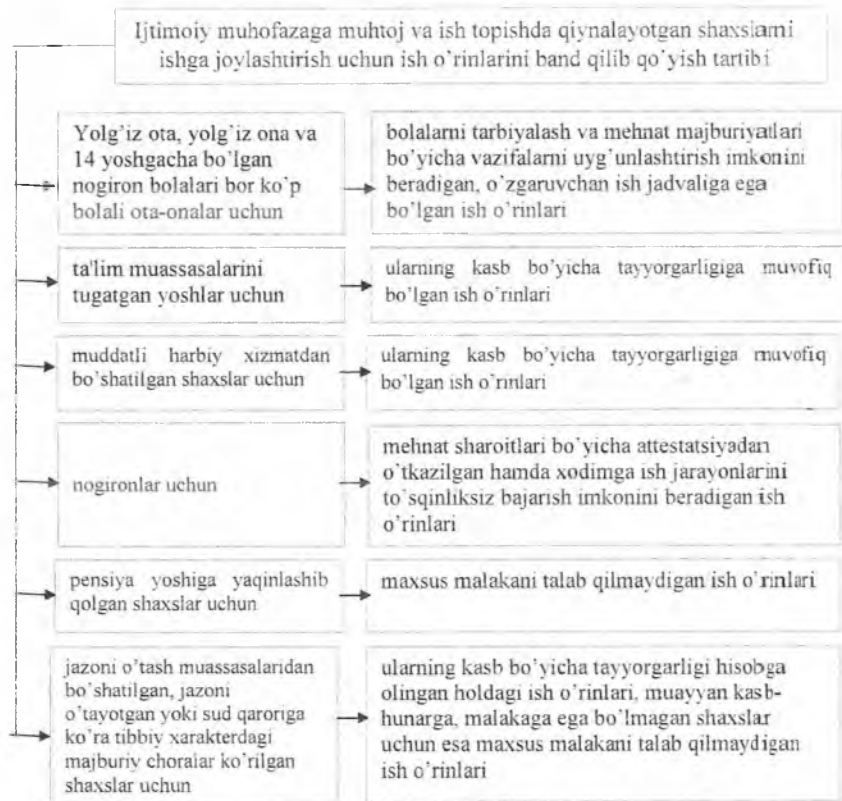 Ijtimoiy muhofazaga muhtoj va ish topishda qiynalayotgan shaxslarni
ishga joylashtirish uchun ish o'rinlarini band qilib qo'yish tartibi
Yolg'iz ota, yolg'iz ona va
14 yoshgacha bo'lgan
nogiron bolalari bor ko'p
bolali ota-onalar uchun
bolalarni tarbiyalash va mehnat majburiyatlari
bo'yicha vazifalarni uyg'unlashtirish imkonini
beradigan, o'zgaruvchan ish jadvaliga ega
bo'lgan ish o'rinlari
ta'lim muassasalarini
tugatgan yoshlar uchun
ularning kasb bo'yicha tayyorgarligiga muvofiq
bo'lgan ish o'rinlari
muddatli harbiy xizmatdan
bo'shatilgan shaxslar uchun
ularning kasb bo'yicha tayyorgarligiga muvofiq
bo'lgan ish o'rinlari
nogironlar uchun
mehnat sharoitlari bo'yicha attestatsiyadan
o'tkazilgan hamda xodimga ish jarayonlarini
to'sqinliksiz bajarish imkonini beradigan ish
o'rinlari
pensiya yoshiga yaqinlashib
qolgan shaxslar uchun
maxsus malakani talab qilmaydigan ish o'rinlari
jazoni o'tash muassasalaridan
bo'shatilgan, jazoni
o'tayotgan yoki sud qaroriga
ko'ra tibbiy xarakterdagi
majburiy choralar ko'rilgan
shaxslar uchun
ularning kasb bo'yicha tayyorgarligi hisobga
olingan holdagi ish o'rinlari, muayyan kasb-
hunarga, malakaga ega bo'lmagan shaxslar
uchun esa maxsus malakani talab qilmaydigan
ish o'rinlari